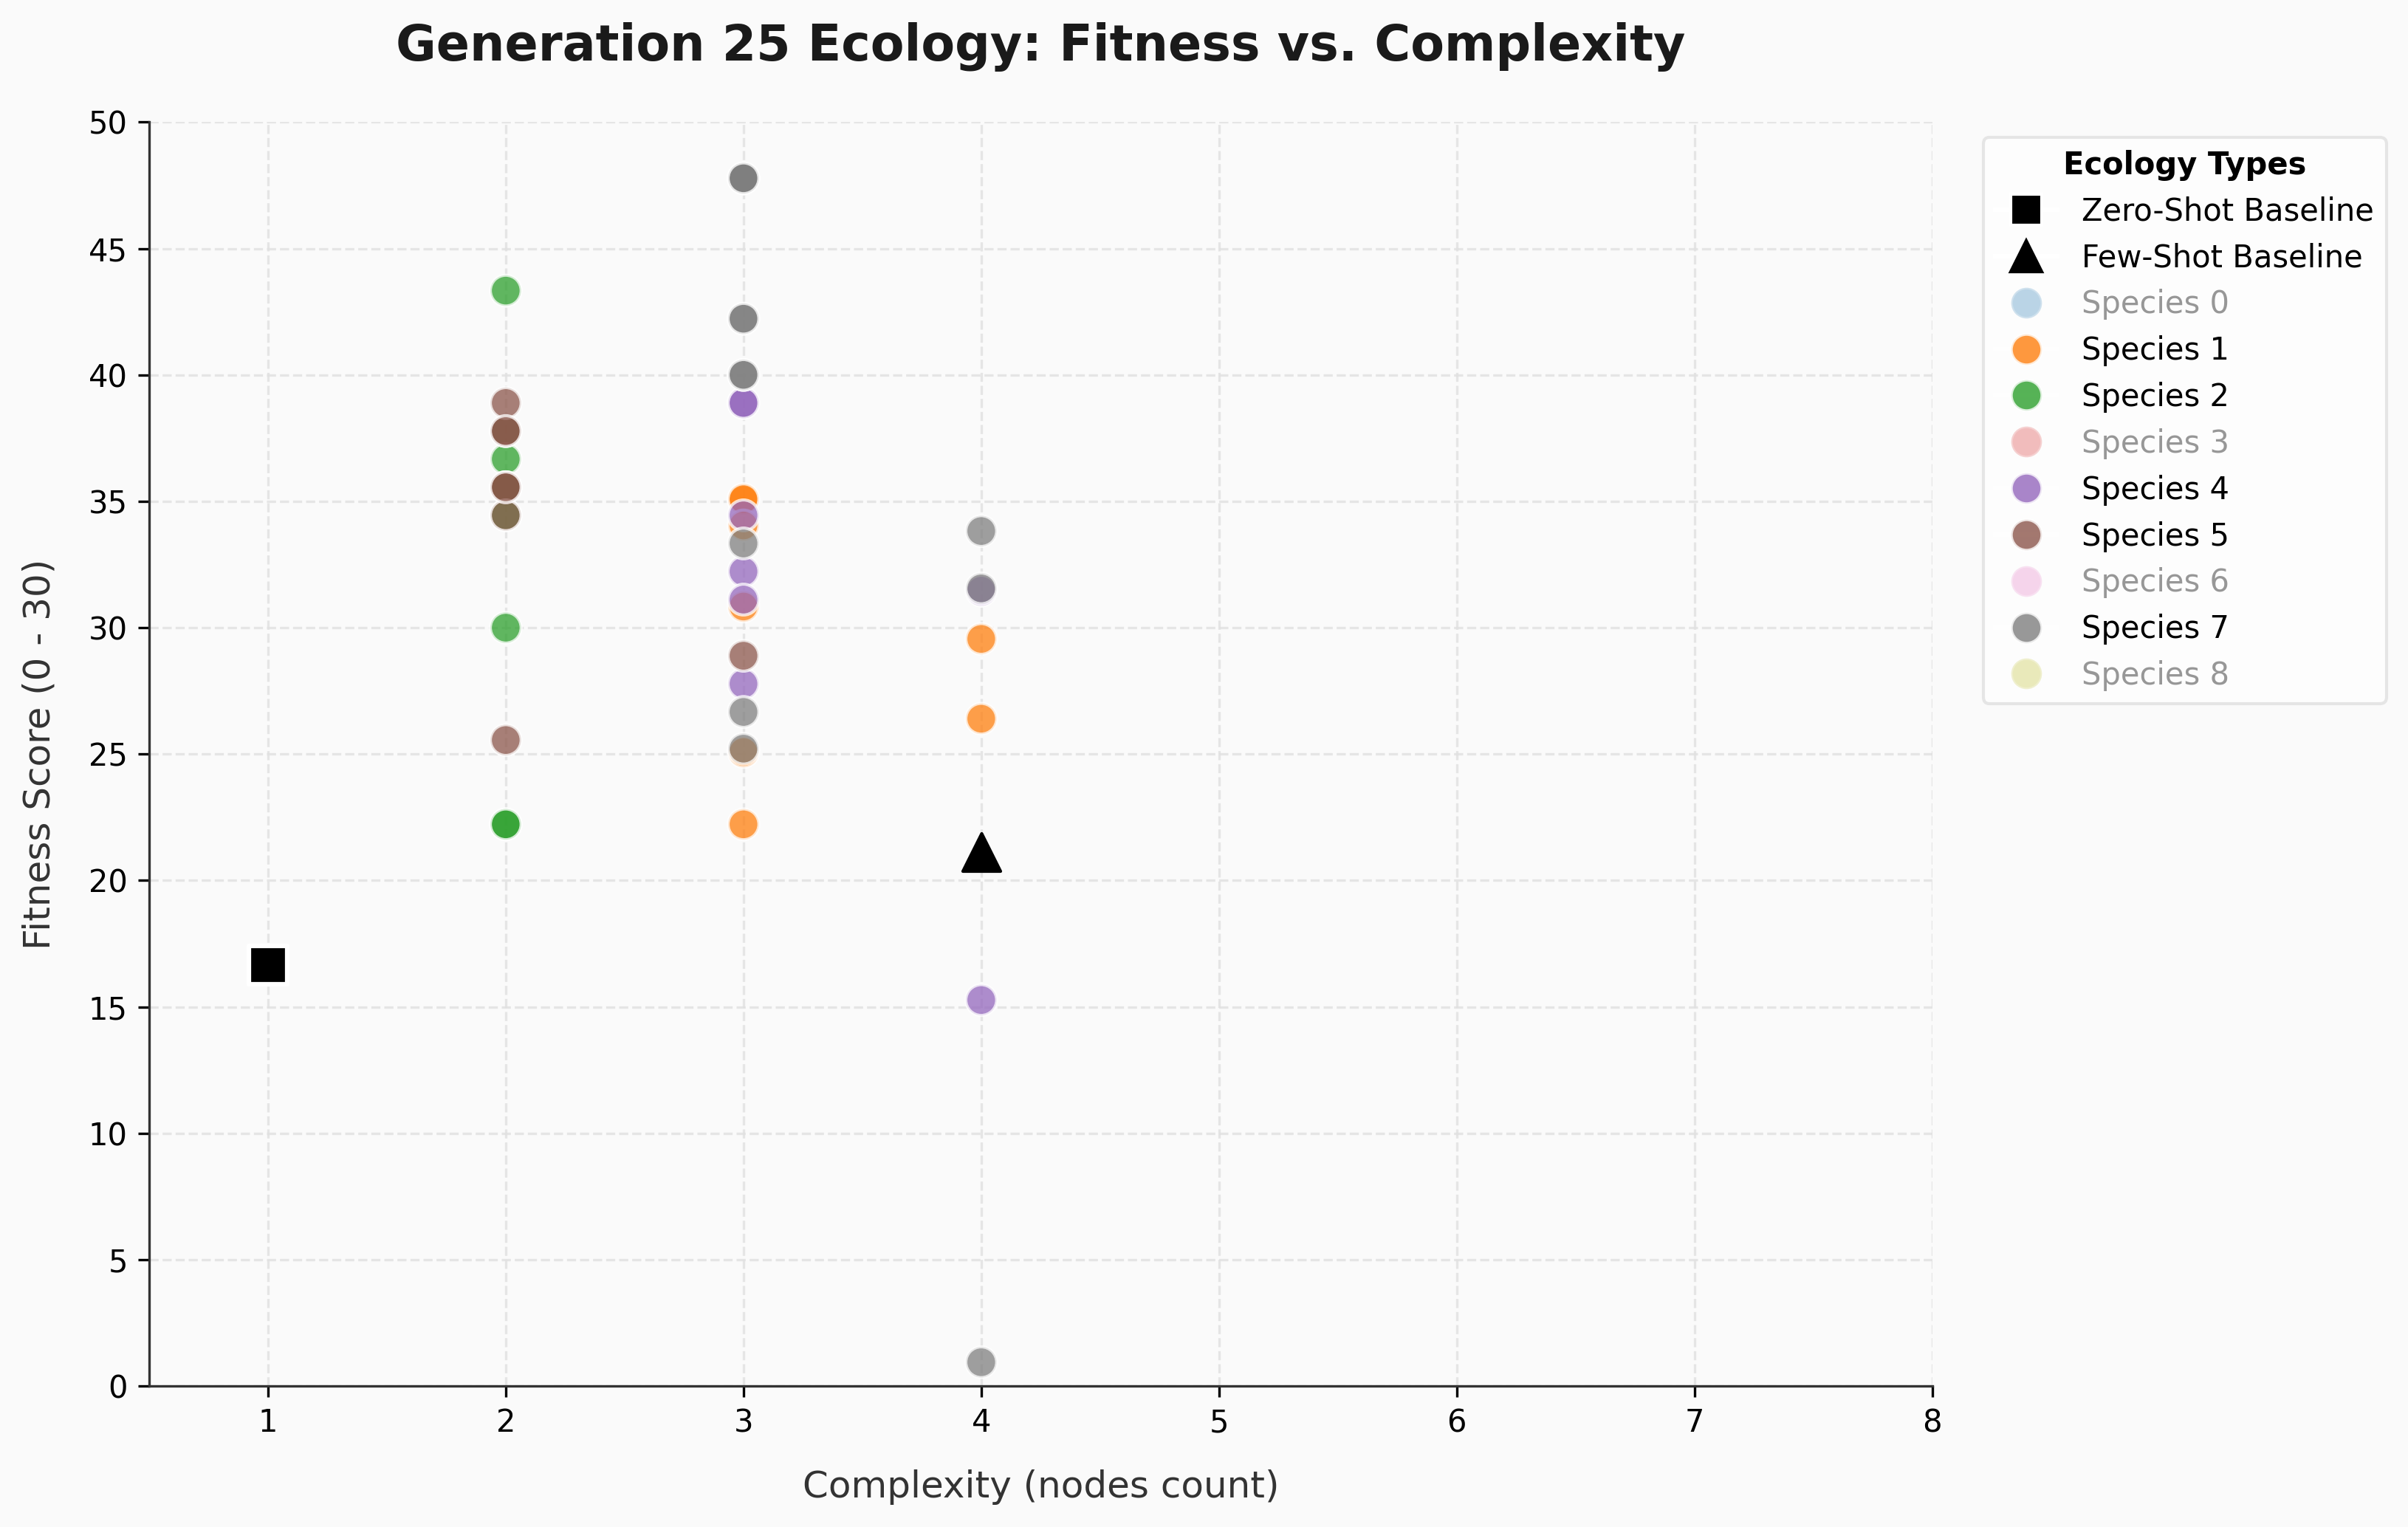 Generation 25 Ecology: Fitness vs. Complexity
50
45
40
35
30
25
20
15
10
5
0
Fitness Score (0 - 30)
1 2 3 4 5 6 7 8
Complexity (nodes count)
Ecology Types
Zero-Shot Baseline
Few-Shot Baseline
Species 0
Species 1
Species 2
Species 3
Species 4
Species 5
Species 6
Species 7
Species 8